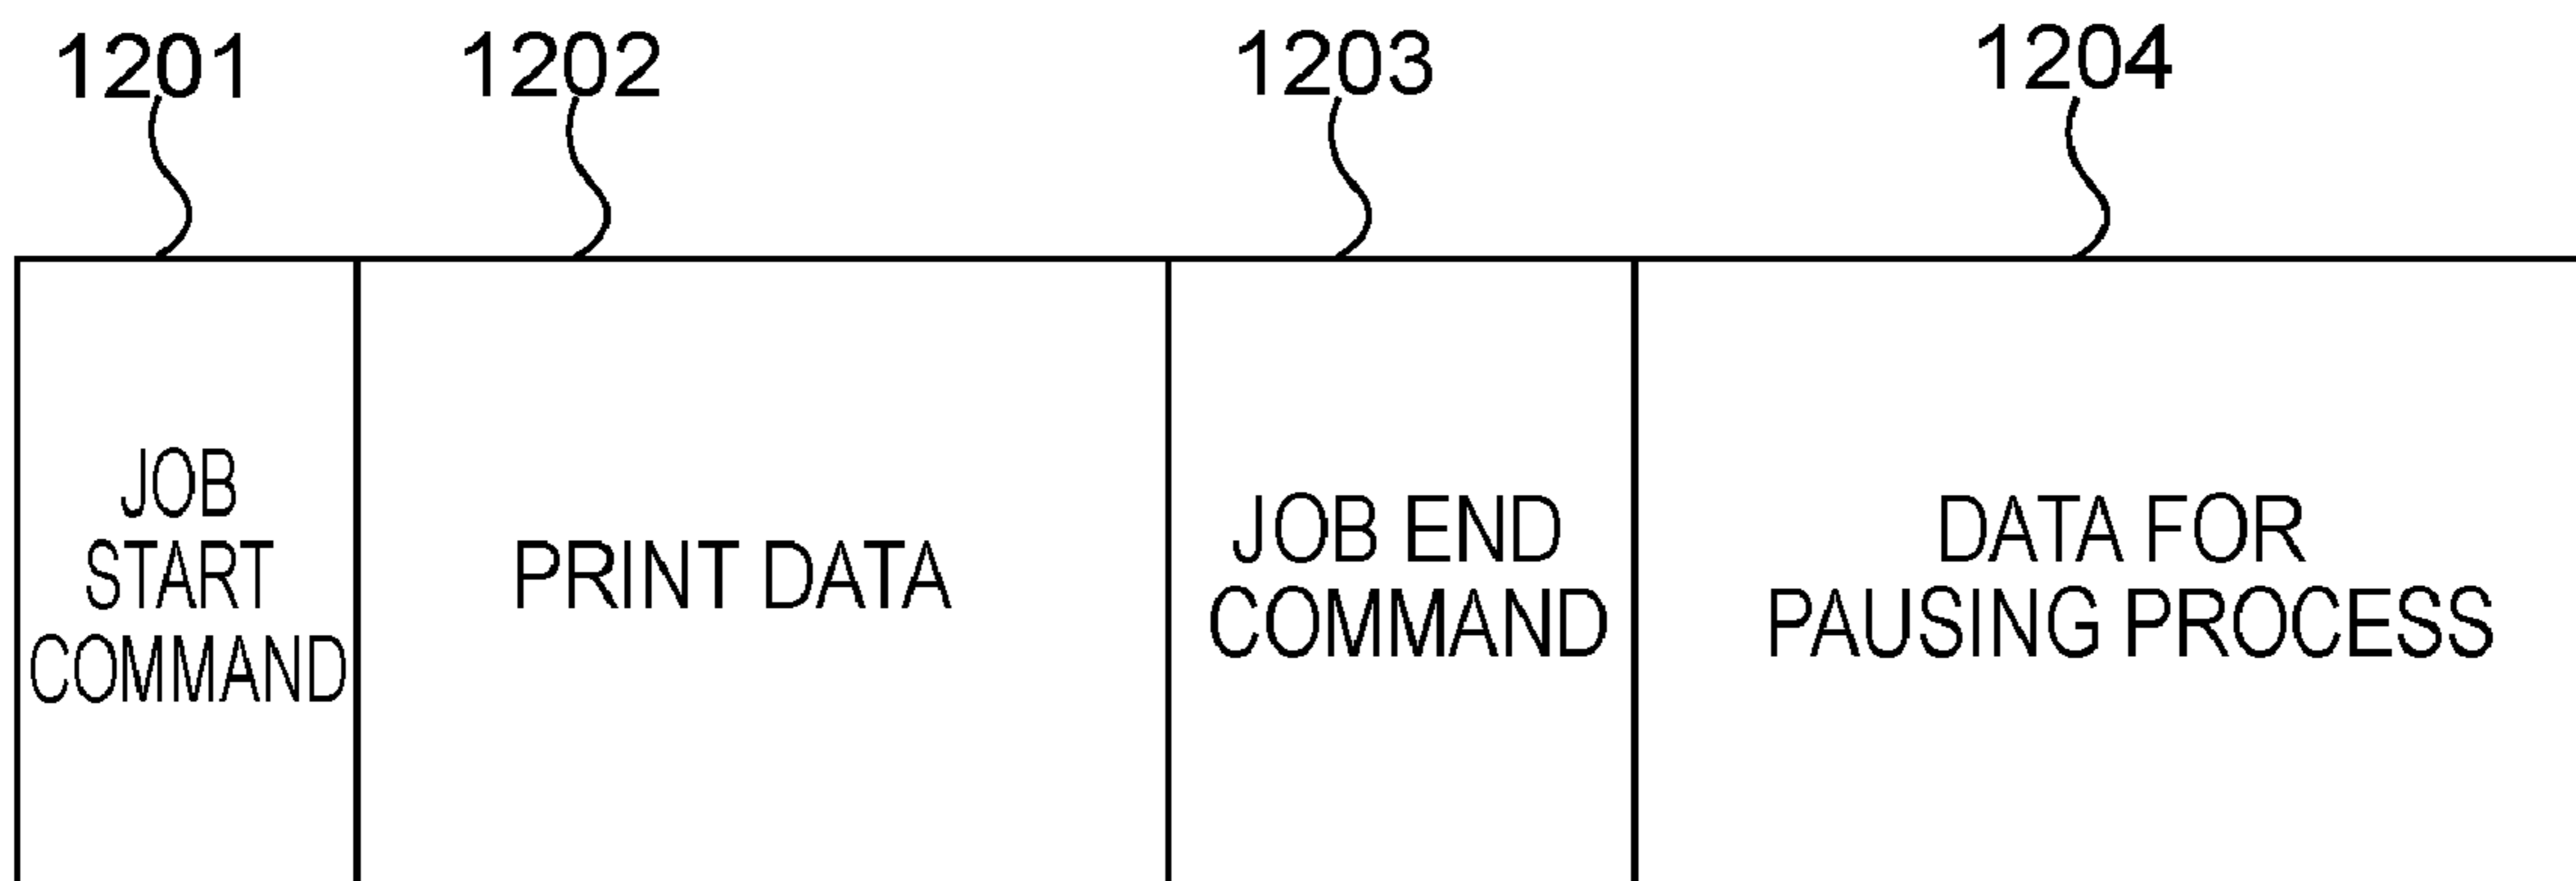 1201 1202 1203 1204
JOB
START
COMMAND
PRINT DATA
JOB END
COMMAND
DATA FOR
PAUSING PROCESS